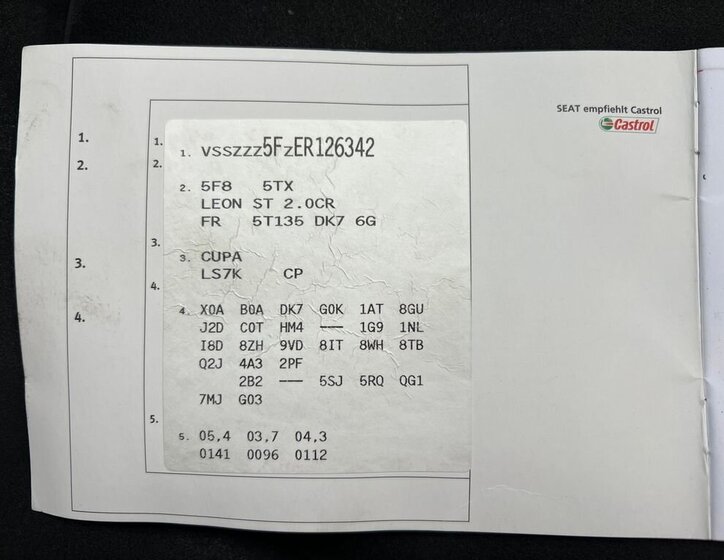 SEAT empfiehlt Castrol
Castrol
1.
2.
3.
4.
1.
2.
3.
4.
5.
1. VSSZZZ5FZER126342
2. 5F8 5TX
LEON ST 2.0CR
FR 5T135 DK7 6G
3. CUPA
LS7K CP
4. X0A B0A DK7 G0K 1AT 8GU
J2D C0T HM4 --- 1G9 1NL
I6D 8ZH 9VD 8IT 8WH 8TB
Q2J 4A3 2PF
2B2 --- 5SJ 5RQ QG1
7MJ G03
5. 05,4 03,7 04,3
0141 0096 0112